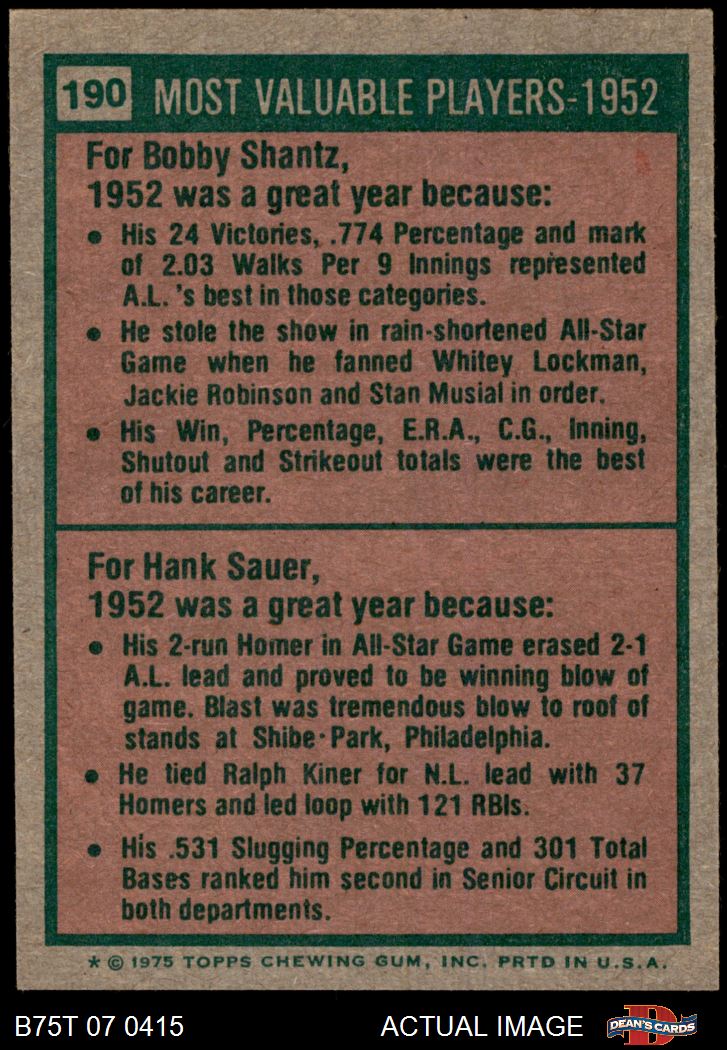 190 MOST VALUABLE PLAYERS-1952
For Bobby Shantz,
1952 was a great year because:
• His 24 Victories, .774 Percentage and mark
of 2.03 Walks Per 9 Innings represented
A.L. 's best in those categories.
• He stole the show in rain-shortened All-Star
Game when he fanned Whitey Lockman,
Jackie Robinson and Stan Musial in order.
• His Win, Percentage, E.R.A., C.G., Inning,
Shutout and Strikeout totals were the best
of his career.
For Hank Sauer,
1952 was a great year because:
• His 2-run Homer in All-Star Game erased 2-1
A.L. lead and proved to be winning blow of
game. Blast was tremendous blow to roof of
stands at Shibe Park, Philadelphia.
• He tied Ralph Kiner for N.L. lead with 37
Homers and led loop with 121 RBIs.
• His .531 Slugging Percentage and 301 Total
Bases ranked him second in Senior Circuit in
both departments.
* © 1975 TOPPS CHEWING GUM, INC. PRTD IN U.S.A.
B75T 07 0415 ACTUAL IMAGE D DEAN'S CARDS